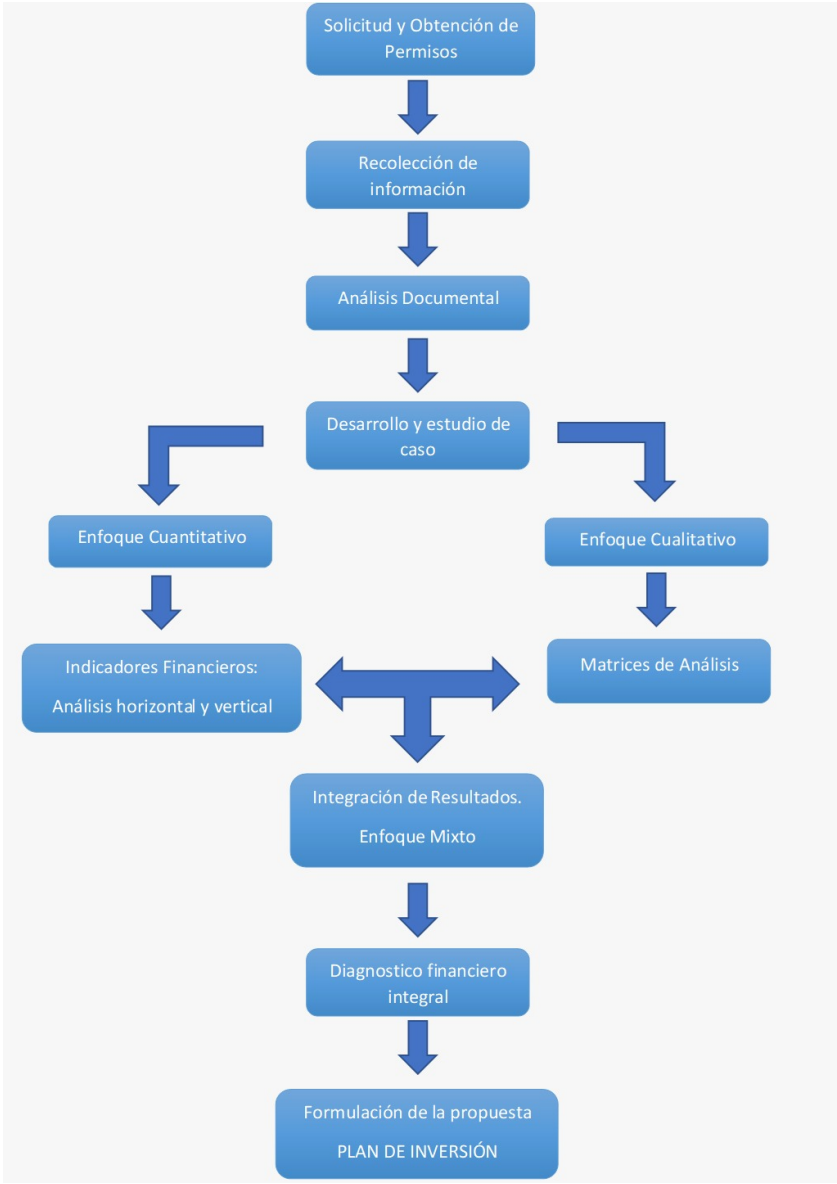 Solicitud y Obtención de
Permisos
Recolección de
información
Análisis Documental
Desarrollo y estudio de
caso
Enfoque Cuantitativo
Enfoque Cualitativo
Indicadores Financieros:
Análisis horizontal y vertical
Matrices de Análisis
Integración de Resultados.
Enfoque Mixto
Diagnostico financiero
integral
Formulación de la propuesta
PLAN DE INVERSIÓN